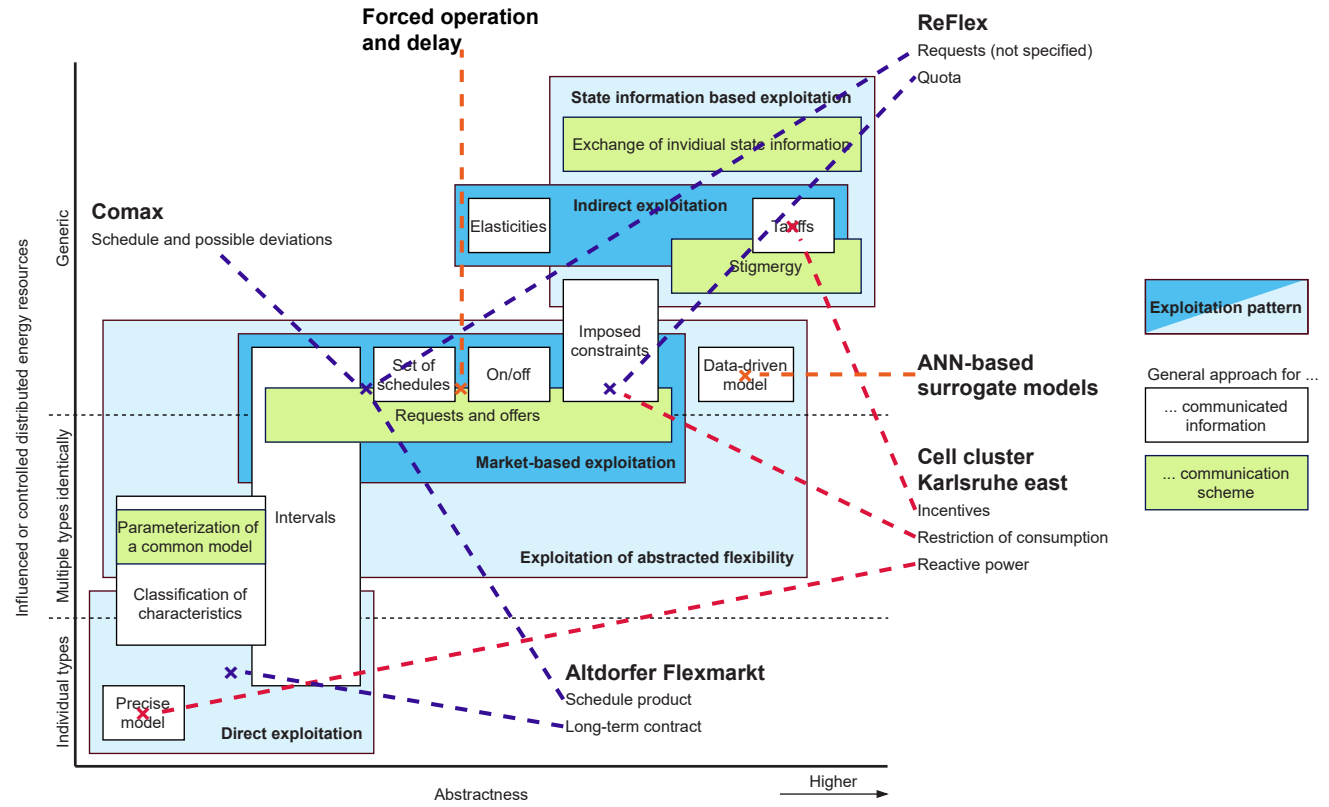 Forced operation
and delay
ReFlex
Requests (not specified)
Quota
State information based exploitation
Exchange of invidiual state information
Indirect exploitation
Elasticities
Tariffs
Stigmergy
Comax
Schedule and possible deviations
Imposed
constraints
Set of
schedules
On/off
Data-driven
model
Requests and offers
Market-based exploitation
Intervals
Parameterization of
a common model
Classification of
characteristics
Exploitation of abstracted flexibility
Precise
model
Direct exploitation
Altdorfer Flexmarkt
Schedule product
Long-term contract
ANN-based
surrogate models
Cell cluster
Karlsruhe east
Incentives
Restriction of consumption
Reactive power
Exploitation pattern
General approach for ...
... communicated
information
... communication
scheme
Influenced or controlled distributed energy resources
Generic
Multiple types identically
Individual types
Abstractness
Higher